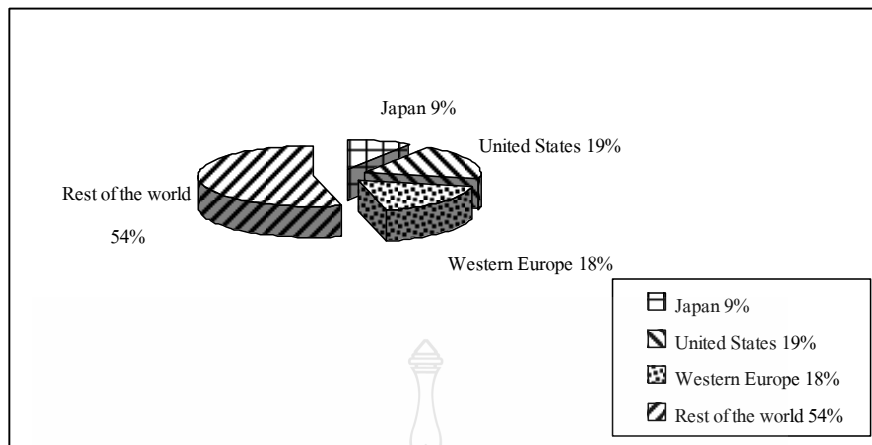 Japan 9%
United States 19%
Rest of the world
54%
Western Europe 18%
Japan 9%
United States 19%
Western Europe 18%
Rest of the world 54%